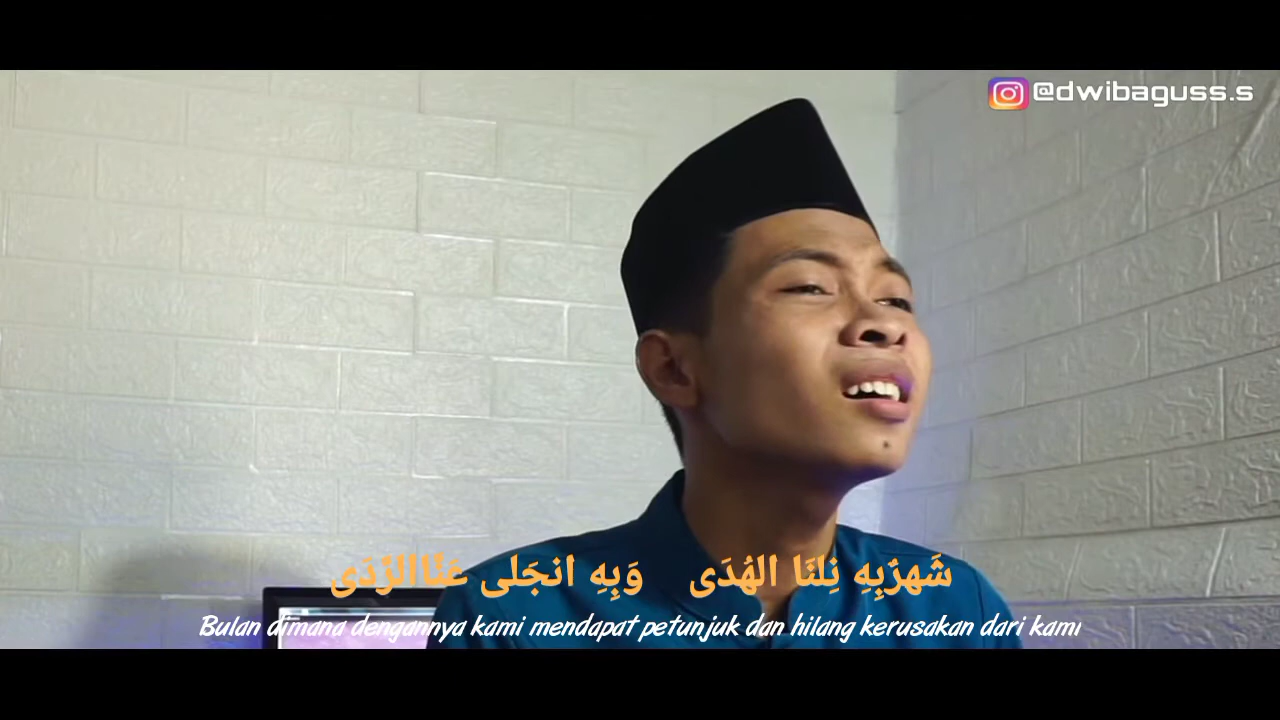 @dwibaguss.s
شَهرٌبِهِ نِلنَا الهُدَى    وَبِهِ انجَلى عَنّاالرَّدَى
Bulan dimana dengannya kami mendapat petunjuk dan hilang kerusakan dari kami